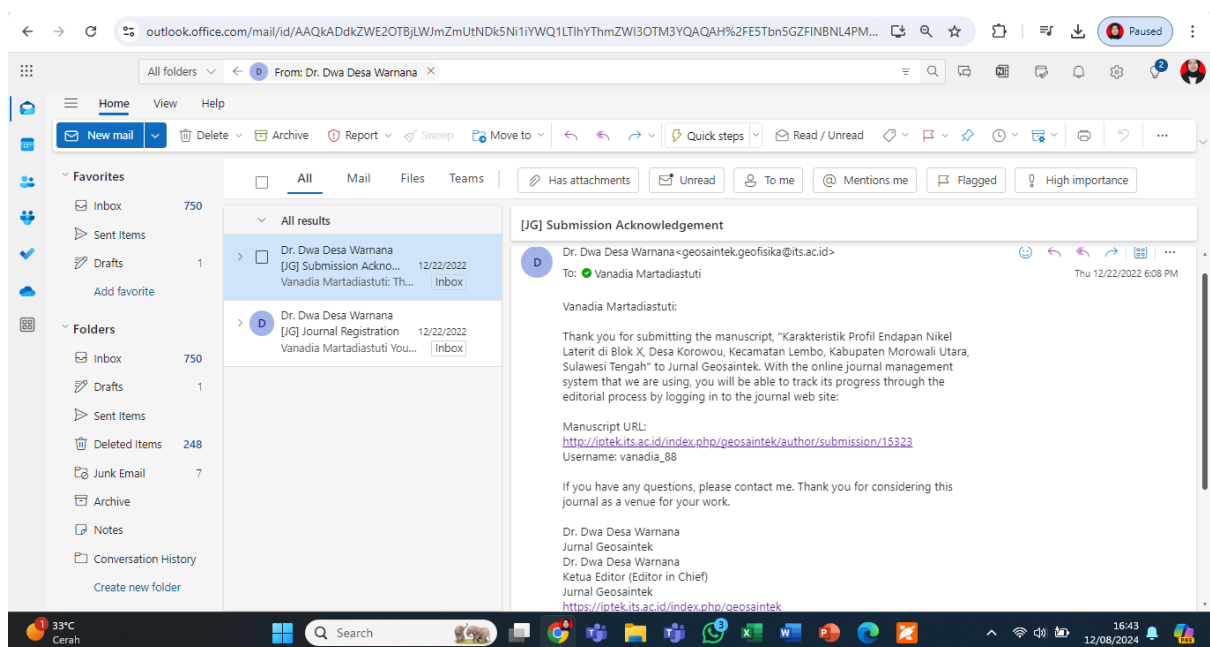 outlook.office.com/mail/id/AAQkADdkZWE2OTBjLWJmZmUtNDk5Ni1iYWQ1LTlhYThmZWI3OTM3YQAQAH%2FE5Tbn5GZFINBNL4PM...
Paused
All folders
D From: Dr. Dwa Desa Warnana
2
Home View Help
New mail Delete Archive Report Sweep Move to Quick steps Read / Unread
Favorites
Inbox 750
Sent Items
Drafts 1
Add favorite
Folders
Inbox 750
Drafts 1
Sent Items
Deleted Items 248
Junk Email 7
Archive
Notes
Conversation History
Create new folder
All Mail Files Teams Has attachments Unread To me Mentions me Flagged High importance
All results
Dr. Dwa Desa Warnana
[JG] Submission Ackno... 12/22/2022
Vanadia Martadiastuti: Th... Inbox
D
Dr. Dwa Desa Warnana
[JG] Journal Registration 12/22/2022
Vanadia Martadiastuti You... Inbox
[JG] Submission Acknowledgement
D
Dr. Dwa Desa Warnana<geosaintek.geofisika@its.ac.id>
To: Vanadia Martadiastuti
Thu 12/22/2022 6:08 PM
Vanadia Martadiastuti:
Thank you for submitting the manuscript, "Karakteristik Profil Endapan Nikel
Laterit di Blok X, Desa Korowou, Kecamatan Lembo, Kabupaten Morowali Utara,
Sulawesi Tengah" to Jurnal Geosaintek. With the online journal management
system that we are using, you will be able to track its progress through the
editorial process by logging in to the journal web site:
Manuscript URL:
http://iptek.its.ac.id/index.php/geosaintek/author/submission/15323
Username: vanadia_88
If you have any questions, please contact me. Thank you for considering this
journal as a venue for your work.
Dr. Dwa Desa Warnana
Jurnal Geosaintek
Dr. Dwa Desa Warnana
Ketua Editor (Editor in Chief)
Jurnal Geosaintek
https://iptek.its.ac.id/index.php/geosaintek
1
33°C
Cerah
Search
3
16:43
12/08/2024
PRE